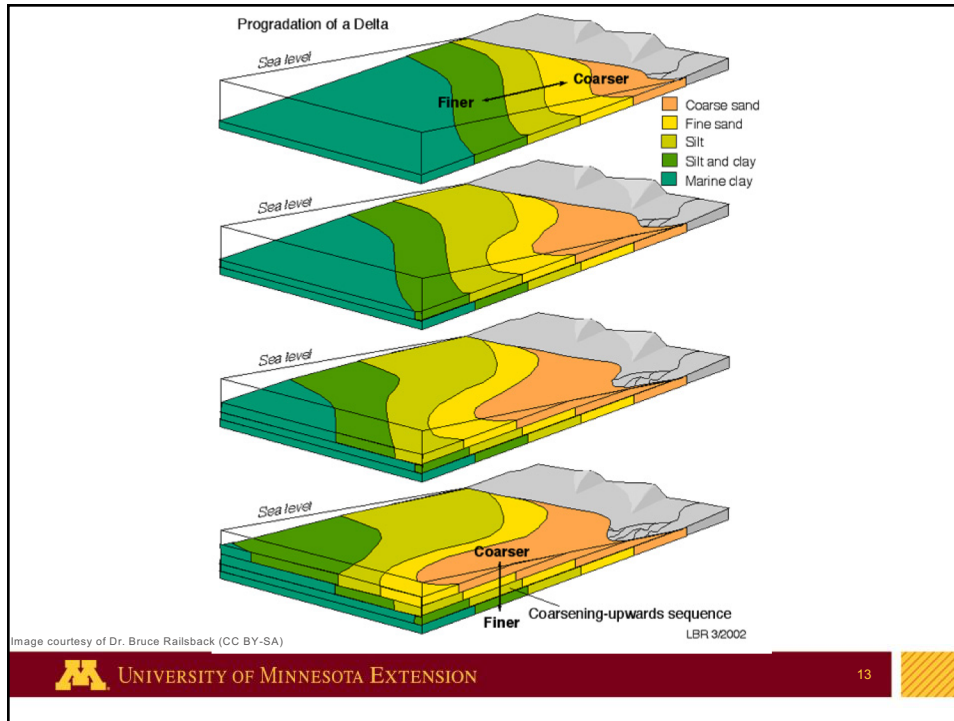 Progradation of a Delta
Sea level
Coarser
Finer
Coarse sand
Fine sand
Silt
Silt and clay
Marine clay
Sea level
Sea level
Sea level
Coarser
Coarsening-upwards sequence
Finer
LBR 3/2002
Image courtesy of Dr. Bruce Railsback (CC BY-SA)
UNIVERSITY OF MINNESOTA EXTENSION
13